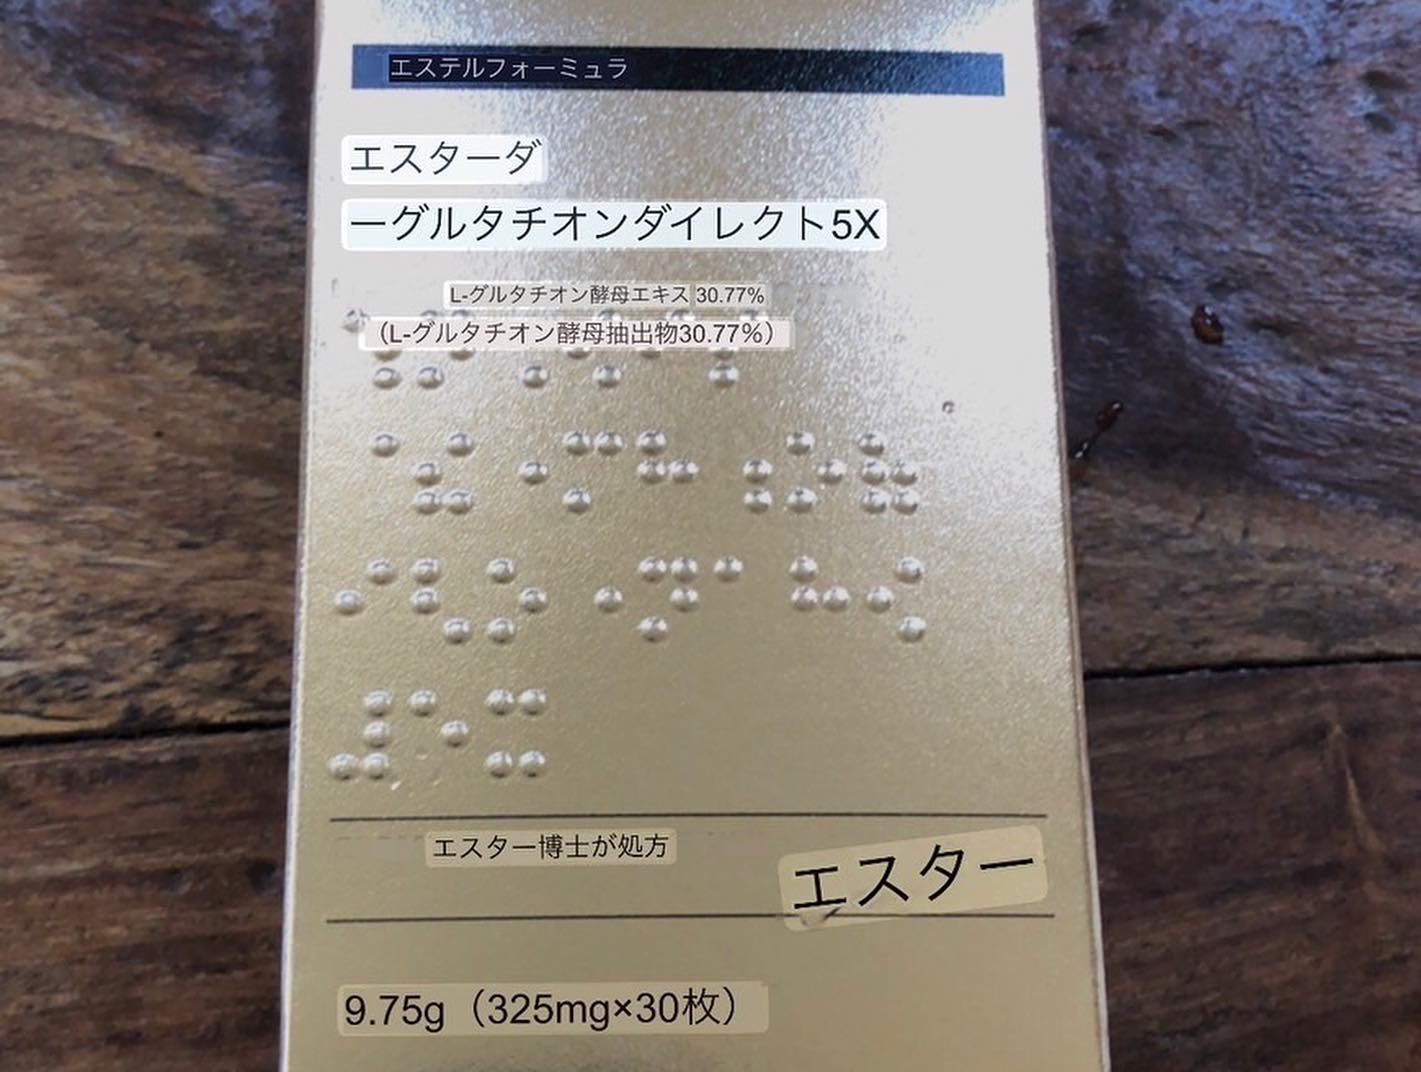 エステルフォーミュラ
エスターダ
ーグルタチオンダイレクト5X
L-グルタチオン酵母エキス 30.77%
（L-グルタチオン酵母抽出物30.77%）
エスター博士が処方
エスター
9.75g（325mg×30枚）